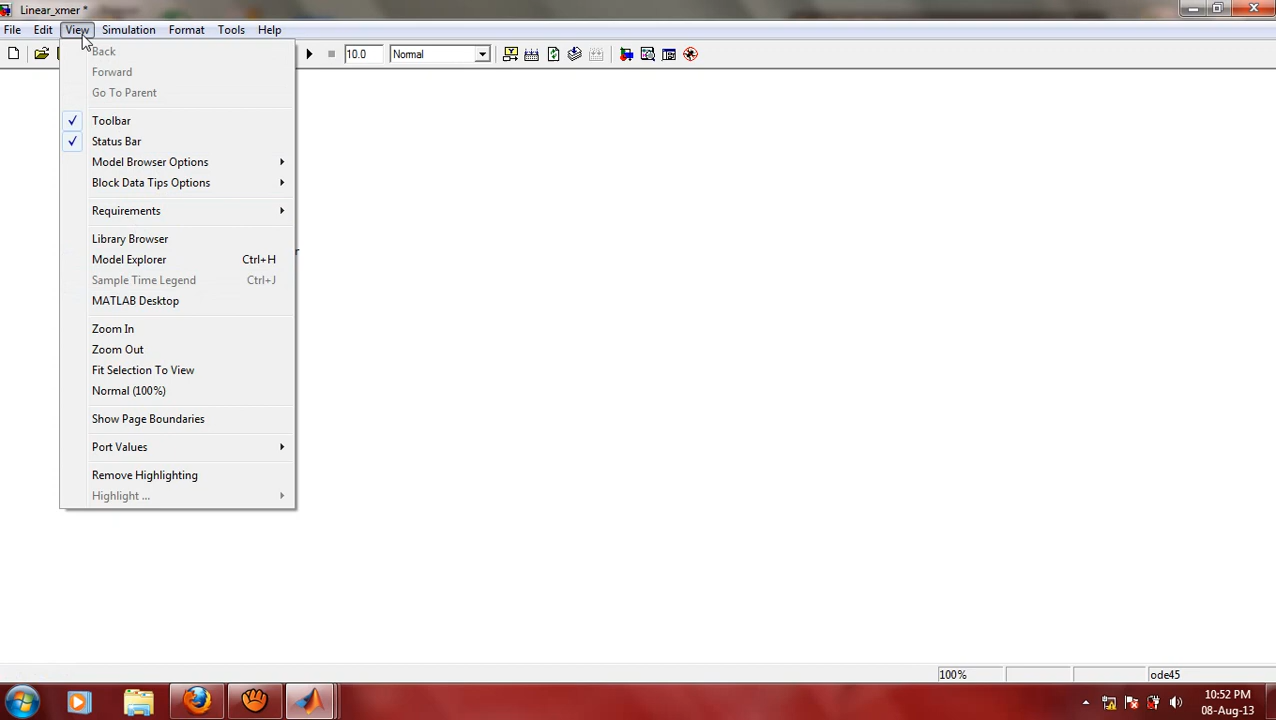 Linear_xmer *
File Edit View Simulation Format Tools Help
10.0 Normal
Back
Forward
Go To Parent
Toolbar
Status Bar
Model Browser Options
Block Data Tips Options
Requirements
Library Browser
Model Explorer Ctrl+H
Sample Time Legend Ctrl+J
MATLAB Desktop
Zoom In
Zoom Out
Fit Selection To View
Normal (100%)
Show Page Boundaries
Port Values
Remove Highlighting
Highlight ...
r
100% ode45
10:52 PM
08-Aug-13